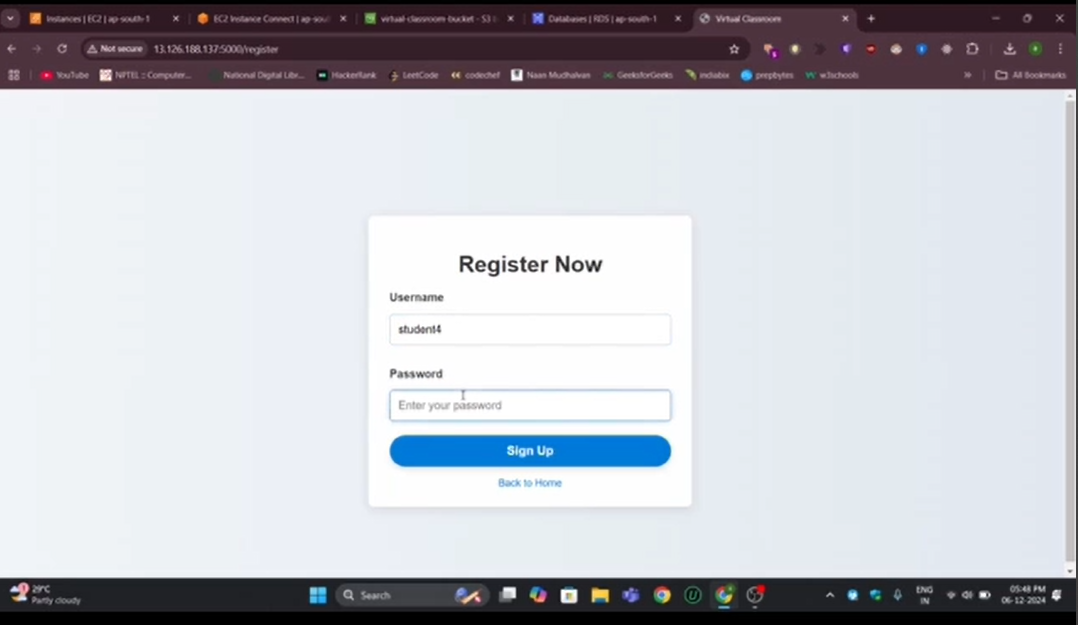 Instances | EC2 | ap-south-1
EC2 Instance Connect | ap-sou
virtual-classroom-bucket - S3 b
Databases | RDS | ap-south-1
Virtual Classroom
Not secure
13.126.188.137:5000/register
YouTube
NPTEL :: Computer...
National Digital Libr...
HackerRank
LeetCode
codechef
Naan Mudhalvan
GeeksforGeeks
indiabix
prepbytes
w3schools
All Bookmarks
Register Now
Username
student4
Password
Enter your password
Sign Up
Back to Home
29°C
Partly cloudy
Search
ENG
IN
05:48 PM
06-12-2024